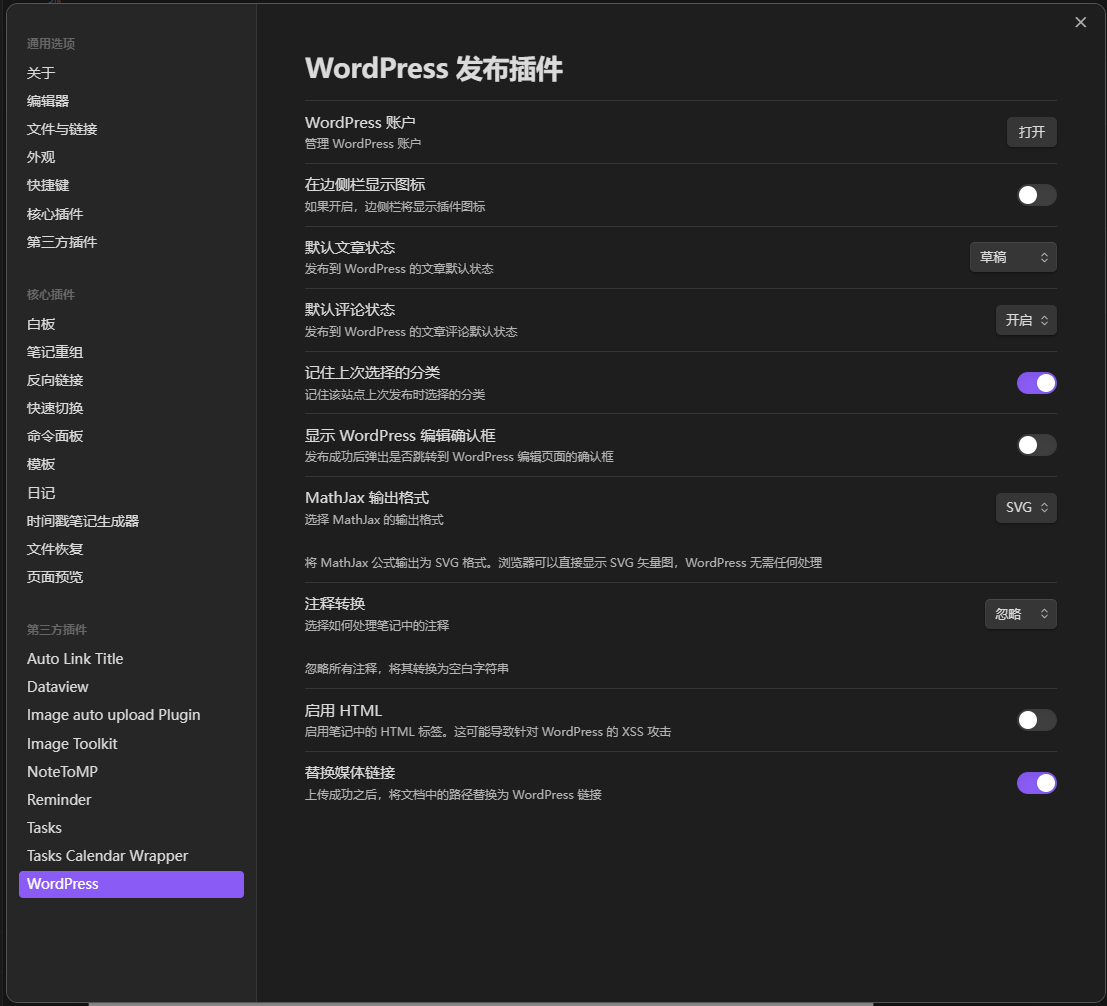 通用选项
关于
编辑器
文件与链接
外观
快捷键
核心插件
第三方插件
核心插件
白板
笔记重组
反向链接
快速切换
命令面板
模板
日记
时间戳笔记生成器
文件恢复
页面预览
第三方插件
Auto Link Title
Dataview
Image auto upload Plugin
Image Toolkit
NoteToMP
Reminder
Tasks
Tasks Calendar Wrapper
WordPress
WordPress 发布插件
WordPress 账户
管理 WordPress 账户
打开
在边侧栏显示图标
如果开启，边侧栏将显示插件图标
默认文章状态
发布到 WordPress 的文章默认状态
草稿
默认评论状态
发布到 WordPress 的文章评论默认状态
开启
记住上次选择的分类
记住该站点上次发布时选择的分类
显示 WordPress 编辑确认框
发布成功后弹出是否跳转到 WordPress 编辑页面的确认框
MathJax 输出格式
选择 MathJax 的输出格式
SVG
将 MathJax 公式输出为 SVG 格式。浏览器可以直接显示 SVG 矢量图，WordPress 无需任何处理
注释转换
选择如何处理笔记中的注释
忽略
忽略所有注释，将其转换为空白字符串
启用 HTML
启用笔记中的 HTML 标签。这可能导致针对 WordPress 的 XSS 攻击
替换媒体链接
上传成功之后，将文档中的路径替换为 WordPress 链接